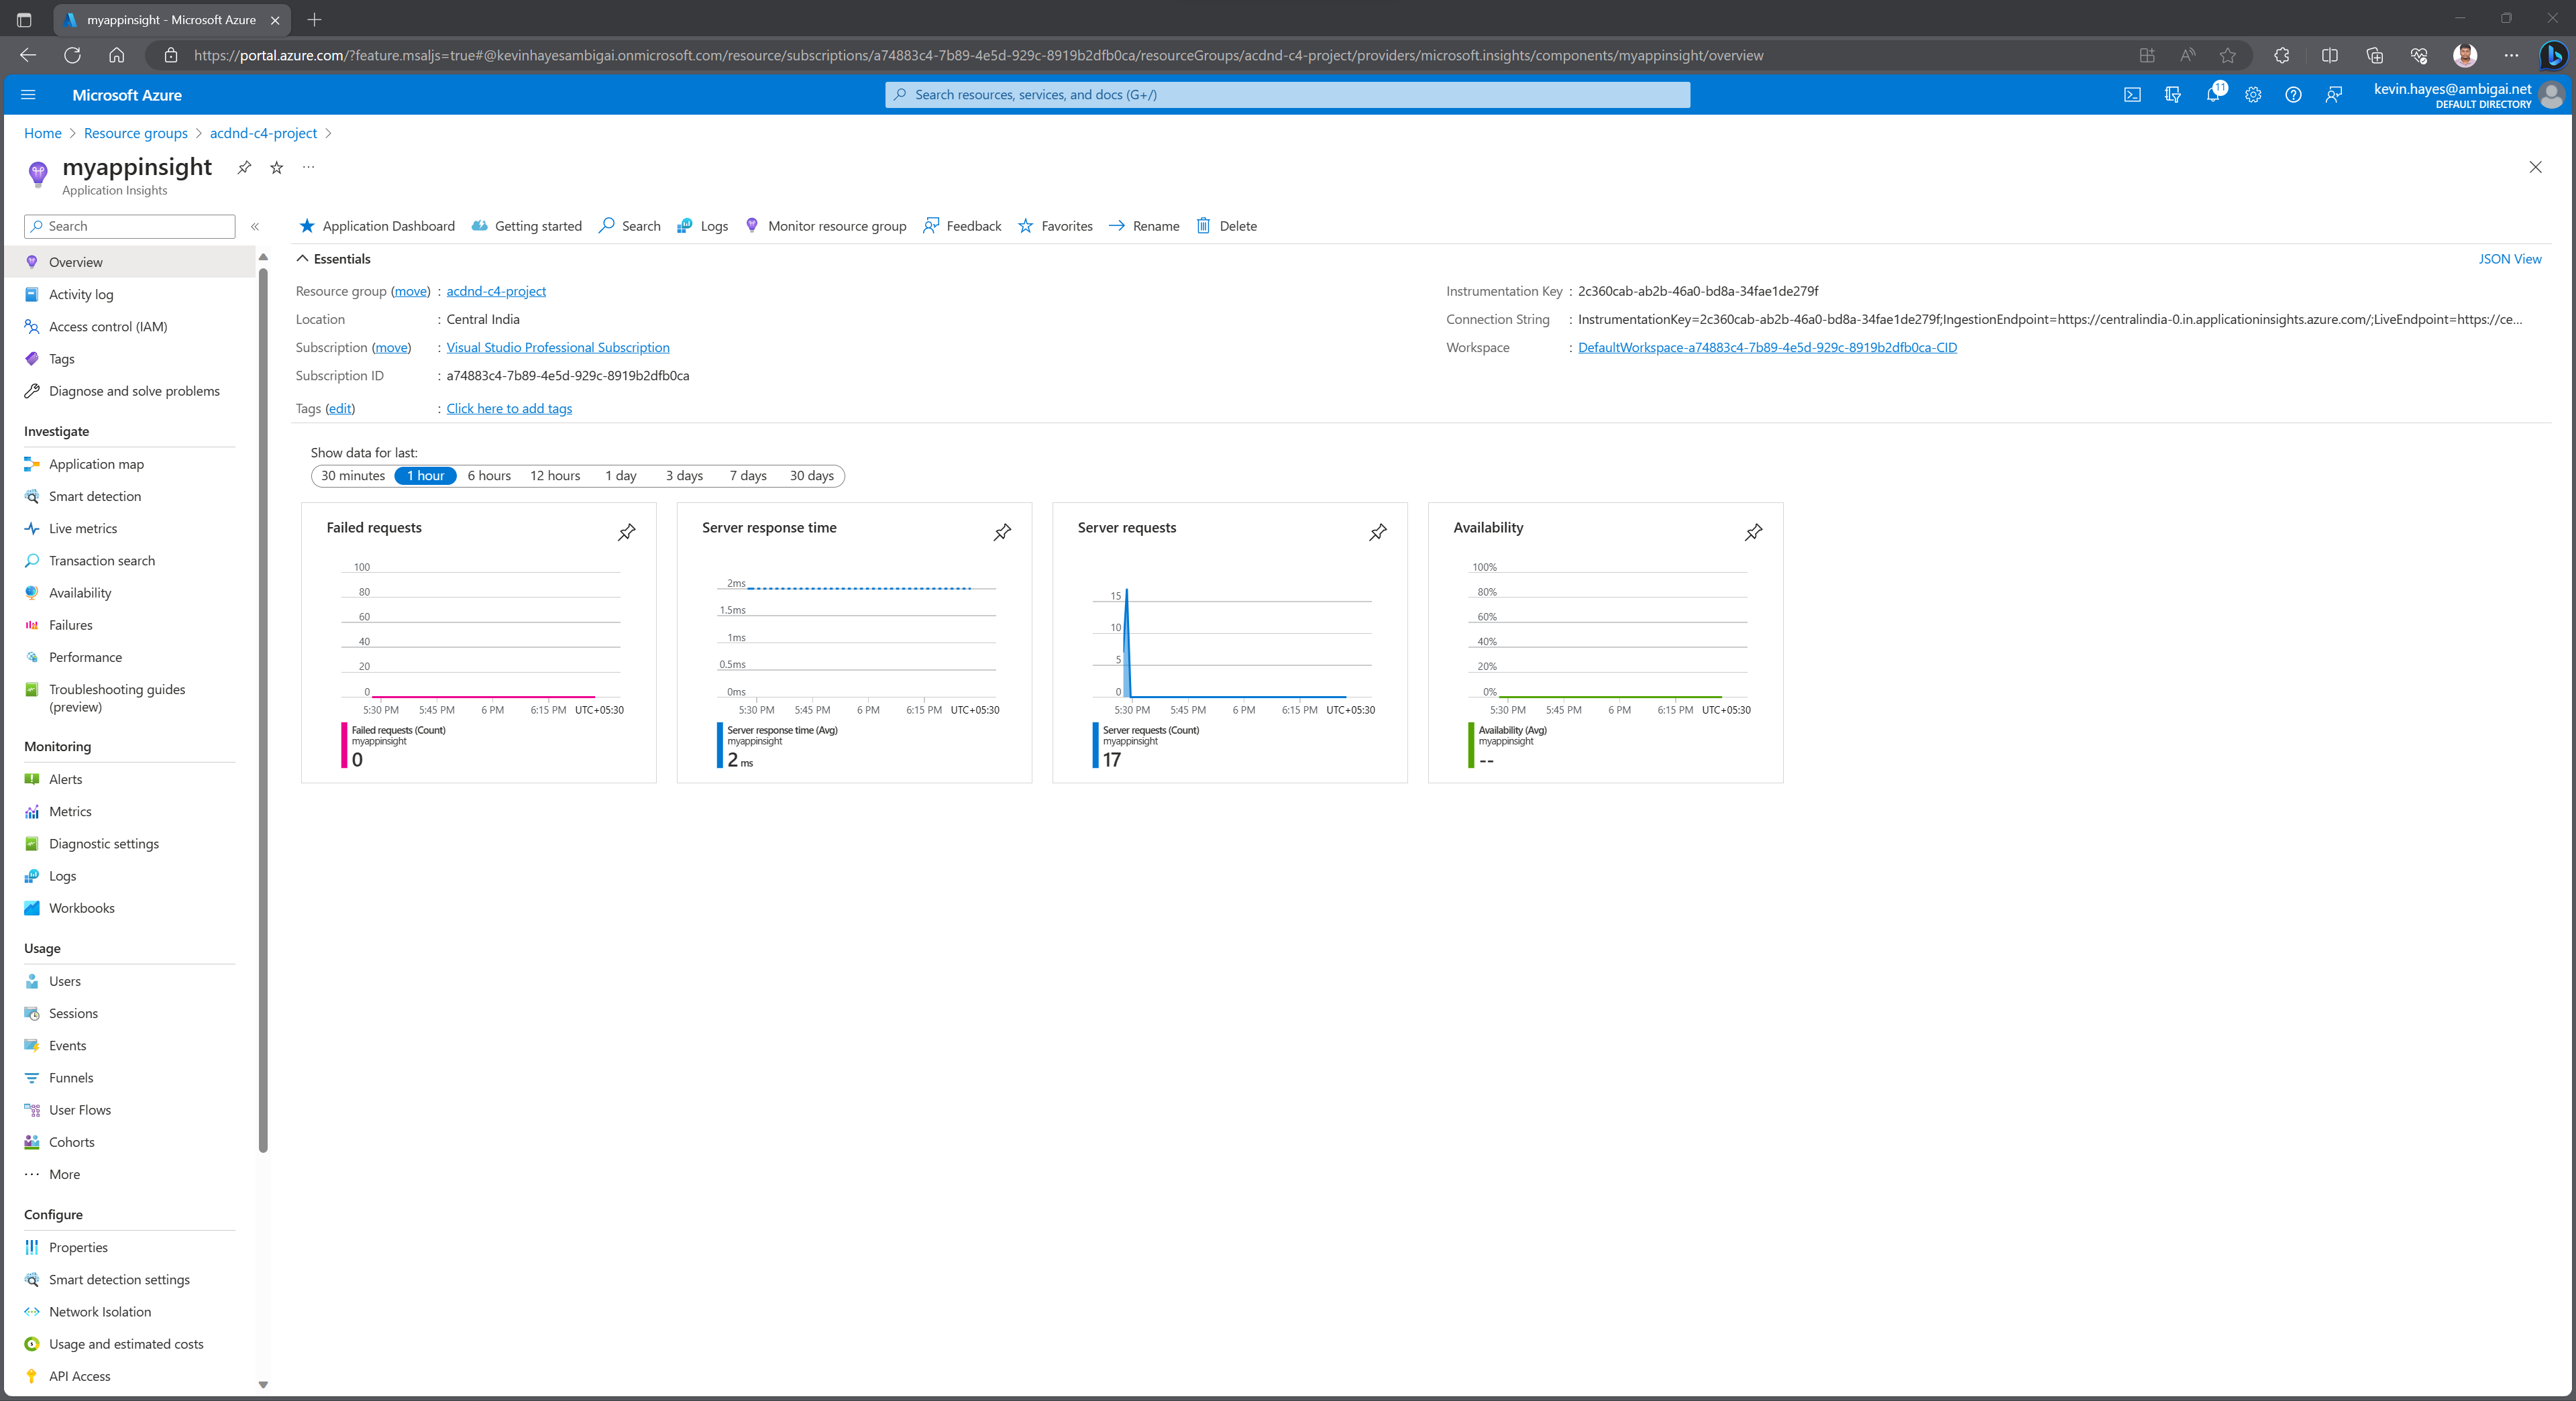 myappinsight - Microsoft Azure
https://portal.azure.com/?feature.msaljs=true#@kevinhayesambigai.onmicrosoft.com/resource/subscriptions/a74883c4-7b89-4e5d-929c-8919b2dfb0ca/resourceGroups/acdnd-c4-project/providers/microsoft.insights/components/myappinsight/overview
Microsoft Azure
Search resources, services, and docs (G+/)
11
kevin.hayes@ambigai.net
DEFAULT DIRECTORY
Home > Resource groups > acdnd-c4-project >
myappinsight
Application Insights
Search
Application Dashboard Getting started Search Logs Monitor resource group Feedback Favorites Rename Delete
Overview
Activity log
Access control (IAM)
Tags
Diagnose and solve problems
Investigate
Application map
Smart detection
Live metrics
Transaction search
Availability
Failures
Performance
Troubleshooting guides
(preview)
Monitoring
Alerts
Metrics
Diagnostic settings
Logs
Workbooks
Usage
Users
Sessions
Events
Funnels
User Flows
Cohorts
More
Configure
Properties
Smart detection settings
Network Isolation
Usage and estimated costs
API Access
Essentials
JSON View
Resource group (move) : acdnd-c4-project
Location : Central India
Subscription (move) : Visual Studio Professional Subscription
Subscription ID : a74883c4-7b89-4e5d-929c-8919b2dfb0ca
Tags (edit) : Click here to add tags
Instrumentation Key : 2c360cab-ab2b-46a0-bd8a-34fae1de279f
Connection String : InstrumentationKey=2c360cab-ab2b-46a0-bd8a-34fae1de279f;IngestionEndpoint=https://centralindia-0.in.applicationinsights.azure.com/;LiveEndpoint=https://ce...
Workspace : DefaultWorkspace-a74883c4-7b89-4e5d-929c-8919b2dfb0ca-CID
Show data for last:
30 minutes 1 hour 6 hours 12 hours 1 day 3 days 7 days 30 days
Failed requests
100
80
60
40
20
0
5:30 PM 5:45 PM 6 PM 6:15 PM UTC+05:30
Failed requests (Count)
myappinsight
0
Server response time
2ms
1.5ms
1ms
0.5ms
0ms
5:30 PM 5:45 PM 6 PM 6:15 PM UTC+05:30
Server response time (Avg)
myappinsight
2 ms
Server requests
15
10
5
0
5:30 PM 5:45 PM 6 PM 6:15 PM UTC+05:30
Server requests (Count)
myappinsight
17
Availability
100%
80%
60%
40%
20%
0%
5:30 PM 5:45 PM 6 PM 6:15 PM UTC+05:30
Availability (Avg)
myappinsight
--